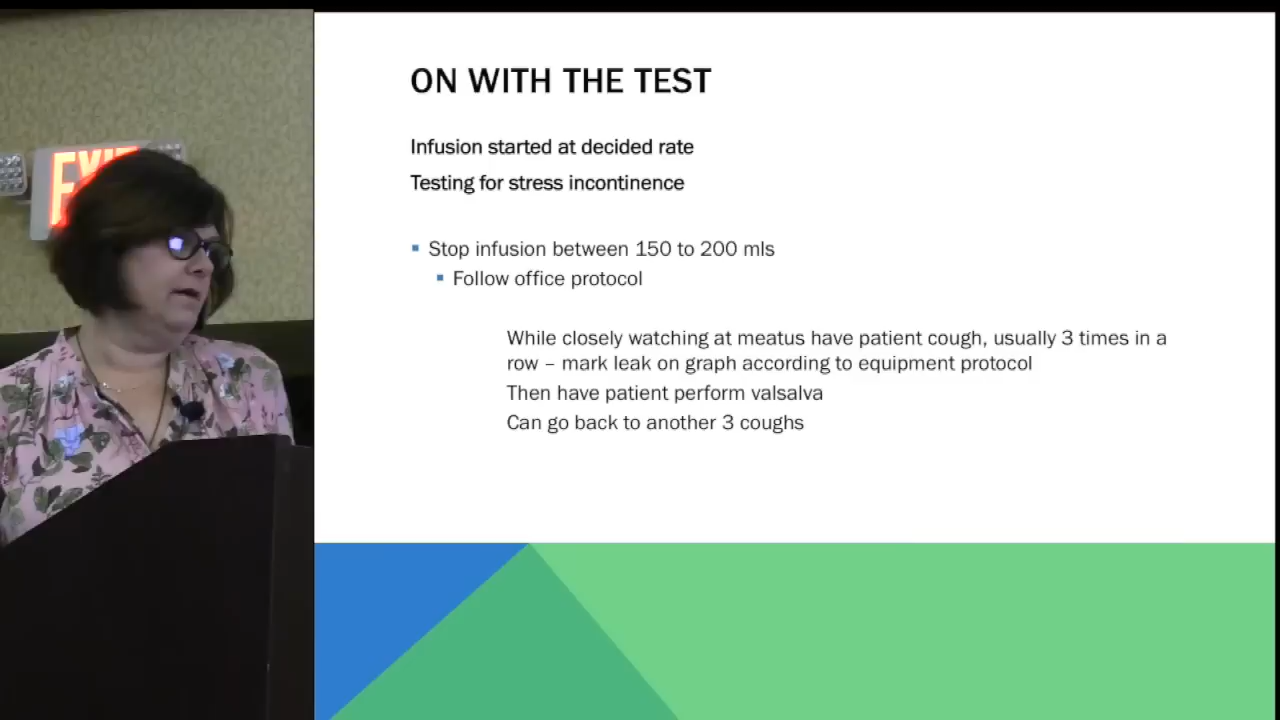 EXIT
ON WITH THE TEST
Infusion started at decided rate
Testing for stress incontinence
Stop infusion between 150 to 200 mls
Follow office protocol
While closely watching at meatus have patient cough, usually 3 times in a
row – mark leak on graph according to equipment protocol
Then have patient perform valsalva
Can go back to another 3 coughs